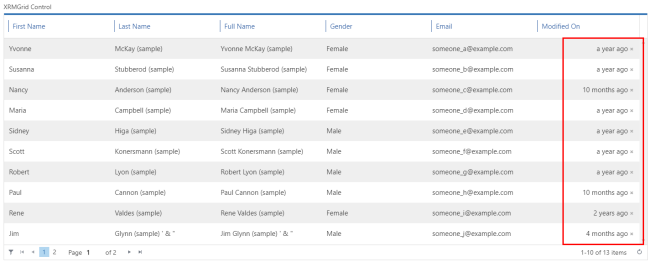 XRMGrid Control
First Name Last Name Full Name Gender Email Modified On
Yvonne McKay (sample) Yvonne McKay (sample) Female someone_a@example.com a year ago ×
Susanna Stubberod (sample) Susanna Stubberod (sample) Female someone_b@example.com a year ago ×
Nancy Anderson (sample) Nancy Anderson (sample) Female someone_c@example.com 10 months ago ×
Maria Campbell (sample) Maria Campbell (sample) Female someone_d@example.com a year ago ×
Sidney Higa (sample) Sidney Higa (sample) Male someone_e@example.com a year ago ×
Scott Konersmann (sample) Scott Konersmann (sample) Male someone_f@example.com a year ago ×
Robert Lyon (sample) Robert Lyon (sample) Male someone_g@example.com a year ago ×
Paul Cannon (sample) Paul Cannon (sample) Male someone_h@example.com 10 months ago ×
Rene Valdes (sample) Rene Valdes (sample) Female someone_i@example.com 2 years ago ×
Jim Glynn (sample) ' & " Jim Glynn (sample) ' & " Male someone_j@example.com 4 months ago ×
1 2 Page 1 of 2 1-10 of 13 items